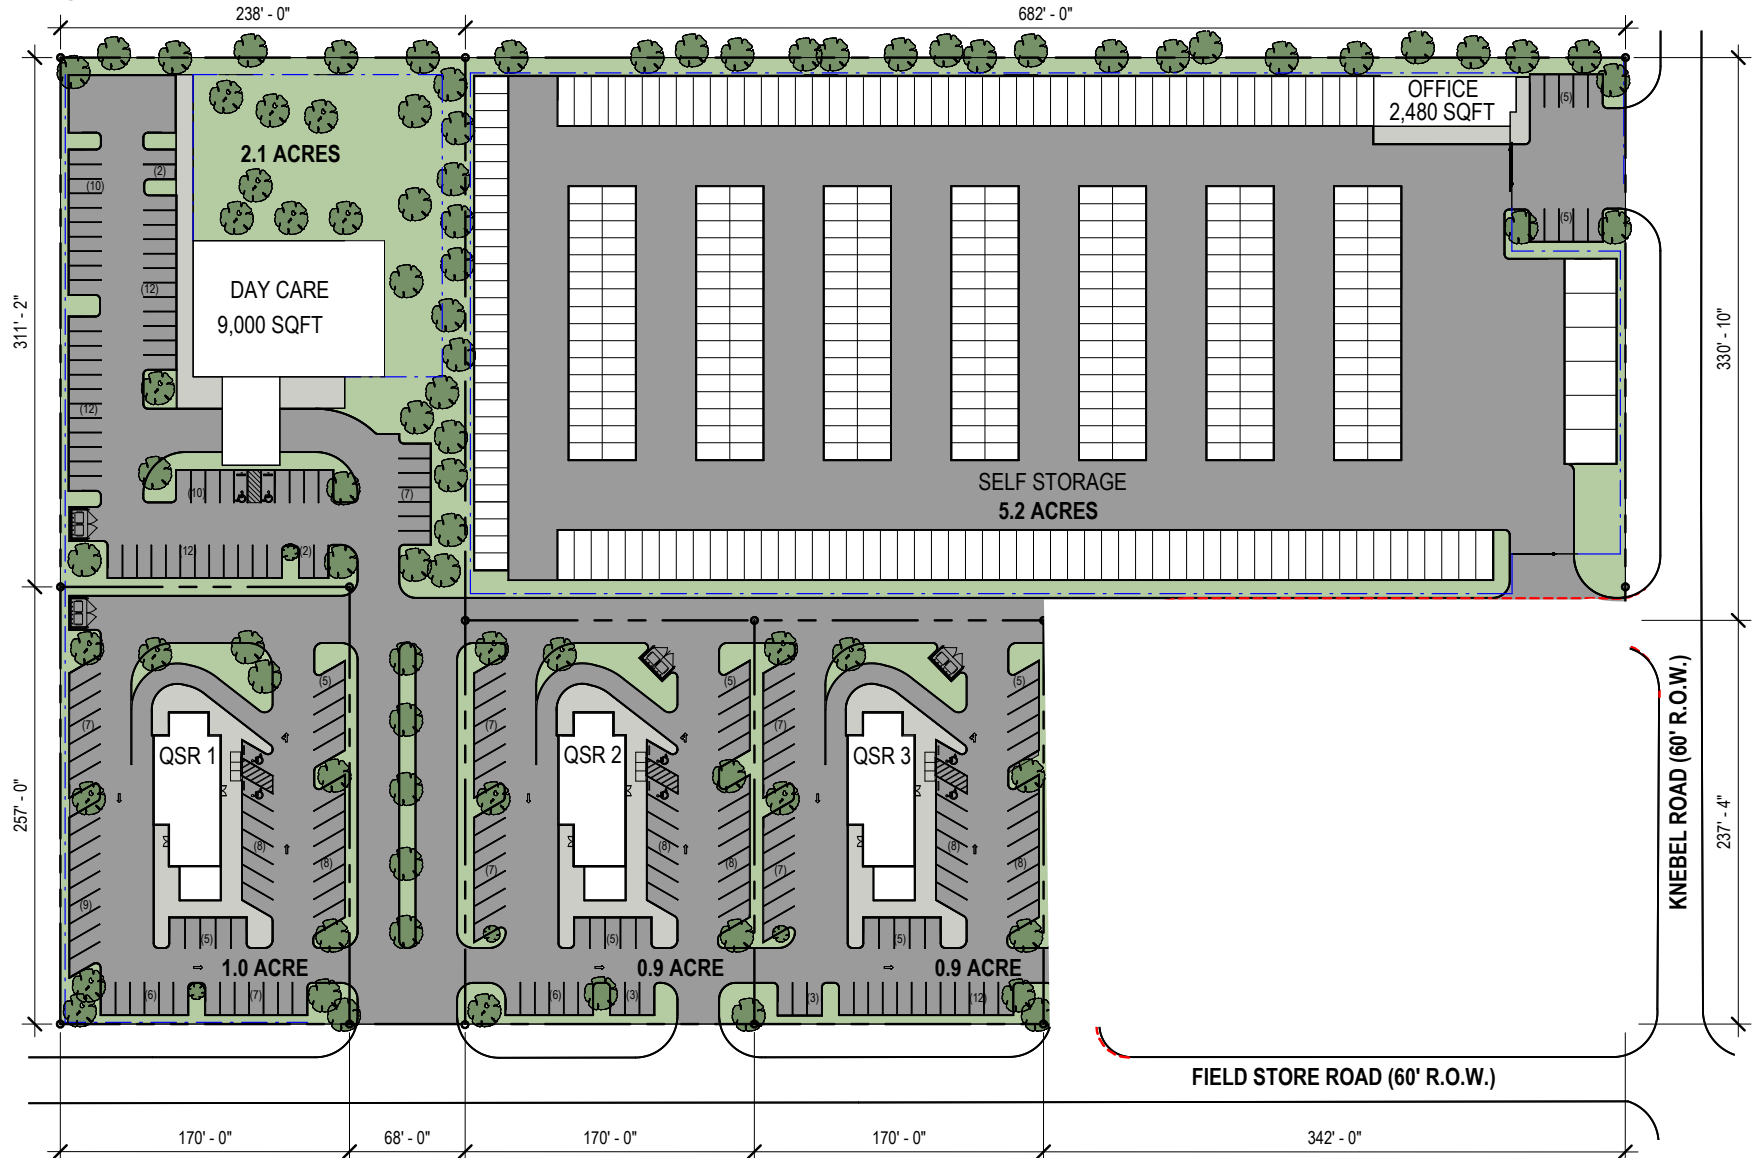 238' - 0"
682' - 0"
OFFICE
2,480 SQFT
(5)
2.1 ACRES
(10)
(2)
(5)
311' - 2"
(12)
DAY CARE
9,000 SQFT
330' - 10"
(12)
SELF STORAGE
5.2 ACRES
(10)
(7)
(12)
(2)
(5)
(5)
(5)
(7)
(7)
(7)
QSR 1
QSR 2
QSR 3
KNEBEL ROAD (60' R.O.W.)
257' - 0"
237' - 4"
(8)
(8)
(8)
(8)
(8)
(8)
(9)
(7)
(7)
(5)
(5)
(5)
1.0 ACRE
0.9 ACRE
0.9 ACRE
(6)
(7)
(6)
(3)
(3)
(12)
FIELD STORE ROAD (60' R.O.W.)
170' - 0"
68' - 0"
170' - 0"
170' - 0"
342' - 0"